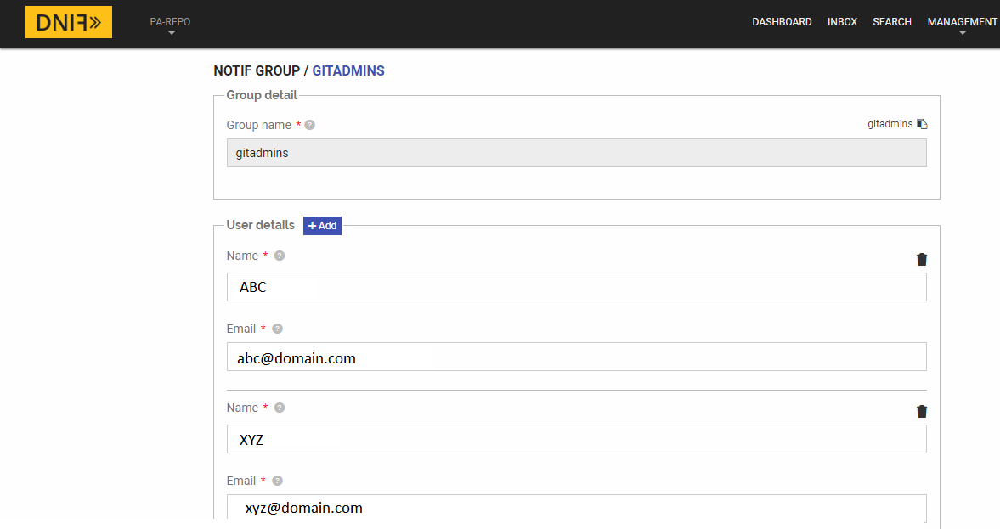 DNIF»
PA-REPO
DASHBOARD INBOX SEARCH MANAGEMENT
NOTIF GROUP / GITADMINS
Group detail
Group name * ?
gitadmins
gitadmins
User details + Add
Name * ?
ABC
Email * ?
abc@domain.com
Name * ?
XYZ
Email * ?
xyz@domain.com